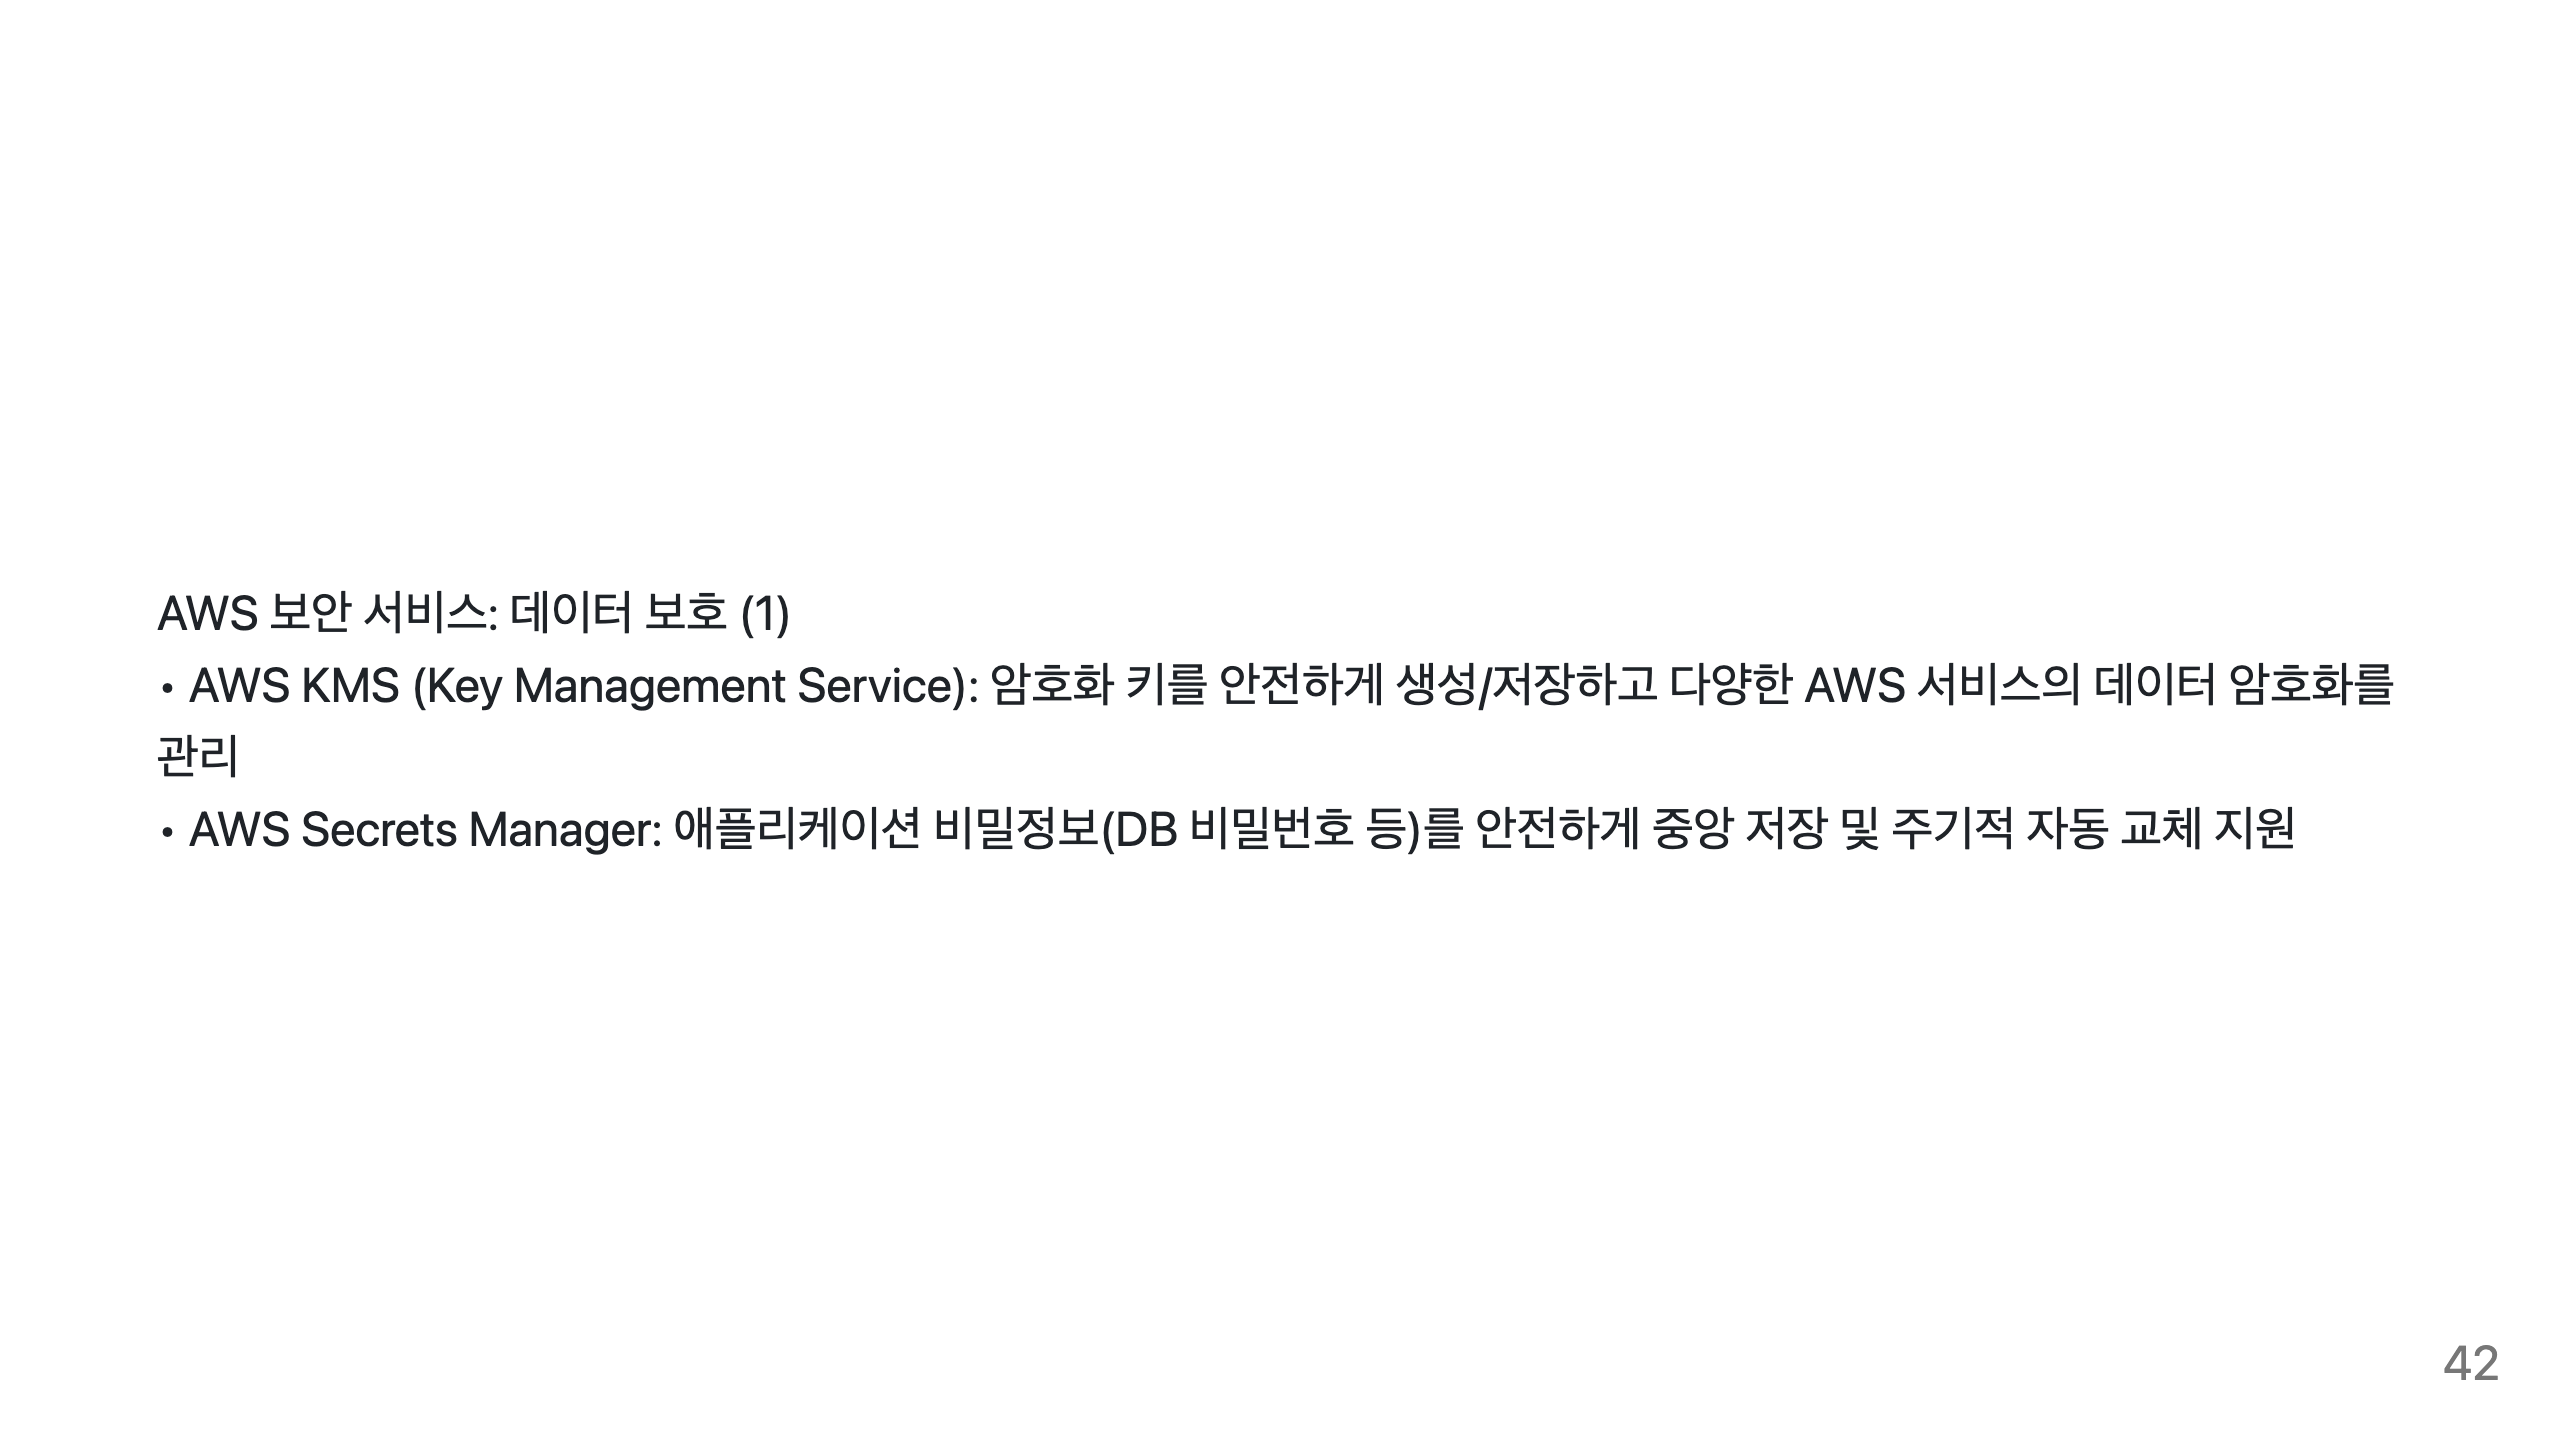 AWS 보안 서비스: 데이터 보호 (1)
• AWS KMS (Key Management Service): 암호화 키를 안전하게 생성/저장하고 다양한 AWS 서비스의 데이터 암호화를
관리
• AWS Secrets Manager: 애플리케이션 비밀정보(DB 비밀번호 등)를 안전하게 중앙 저장 및 주기적 자동 교체 지원
42